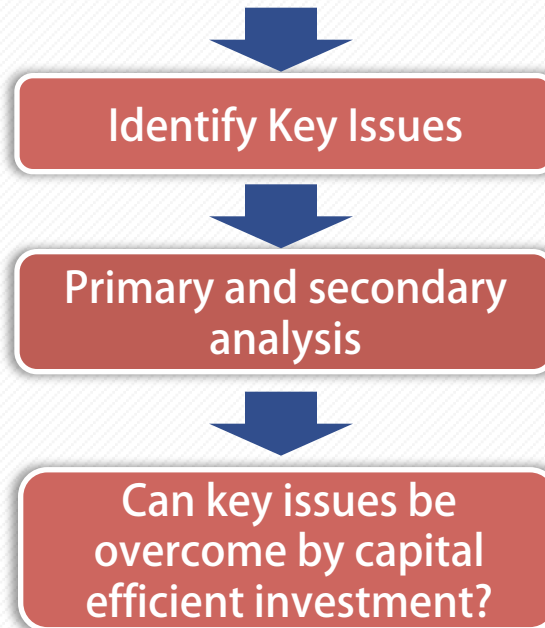 Identify Key Issues
Primary and secondary
analysis
Can key issues be
overcome by capital
efficient investment?